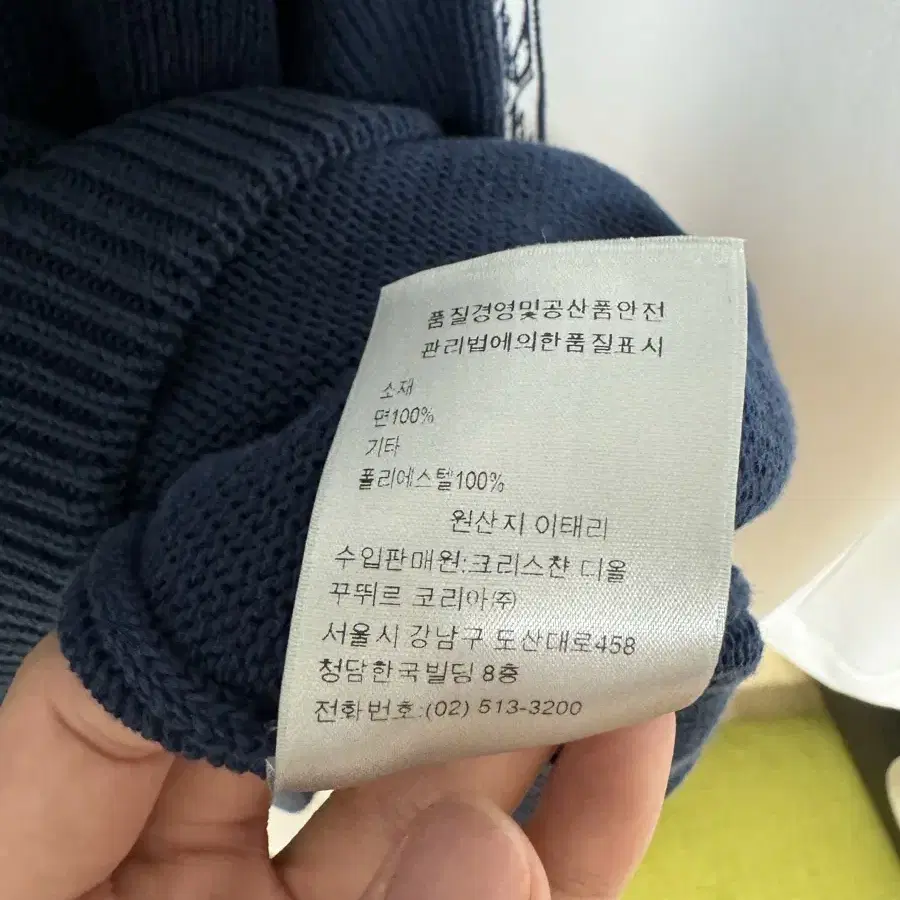 품질경영및공산품안전
관리법에의한품질표시
소재
면100%
기타
폴리에스텔100%
원산지 이태리
수입판매원:크리스챤 디올
꾸뛰르 코리아(주)
서울시 강남구 도산대로458
청담한국빌딩 8층
전화번호:(02) 513-3200